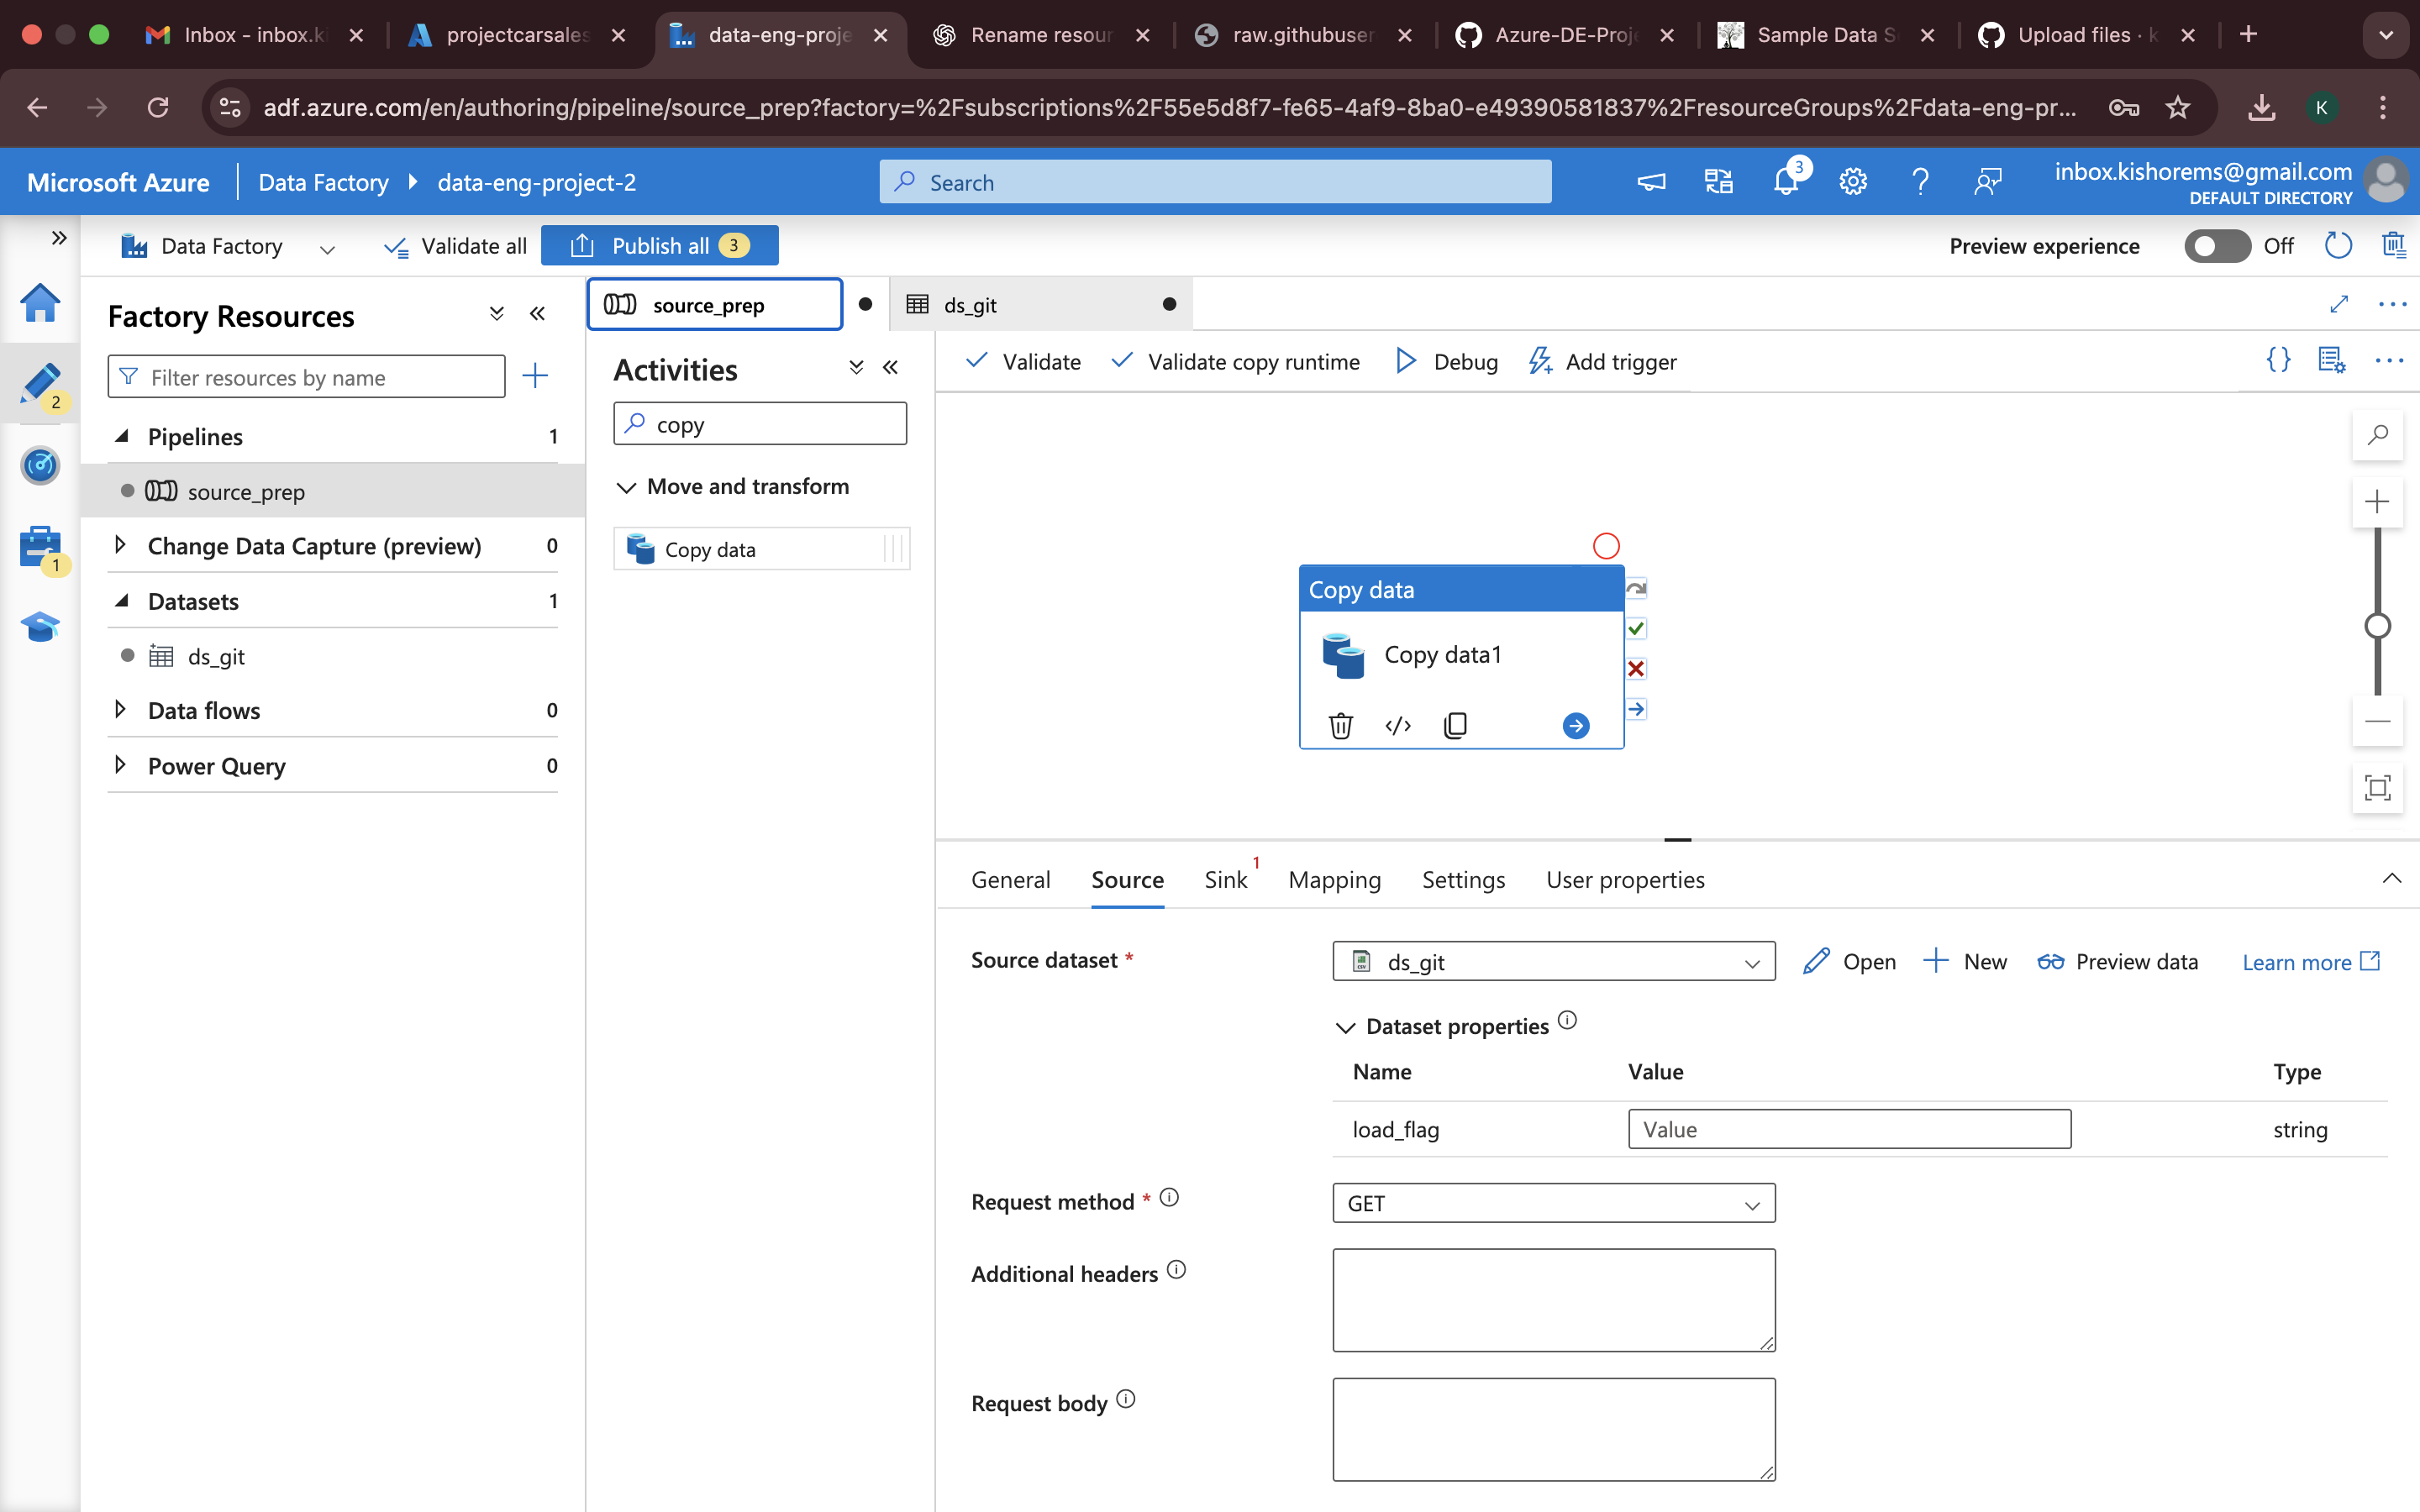 Inbox - inbox.ki
projectcarsales
data-eng-proje
Rename resour
raw.githubuser
Azure-DE-Proje
Sample Data S
Upload files · k
adf.azure.com/en/authoring/pipeline/source_prep?factory=%2Fsubscriptions%2F55e5d8f7-fe65-4af9-8ba0-e49390581837%2FresourceGroups%2Fdata-eng-pr...
K
Microsoft Azure
Data Factory
data-eng-project-2
Search
3
inbox.kishorems@gmail.com
DEFAULT DIRECTORY
Data Factory
Validate all
Publish all 3
Preview experience
Off
Factory Resources
source_prep
ds_git
Filter resources by name
Activities
Validate
Validate copy runtime
Debug
Add trigger
2
copy
Pipelines 1
source_prep
Move and transform
Change Data Capture (preview) 0
Copy data
1
Datasets 1
Copy data
ds_git
Copy data1
Data flows 0
Power Query 0
General
Source
Sink 1
Mapping
Settings
User properties
Source dataset *
ds_git
Open
New
Preview data
Learn more
Dataset properties
Name Value Type
load_flag Value string
Request method *
GET
Additional headers
Request body